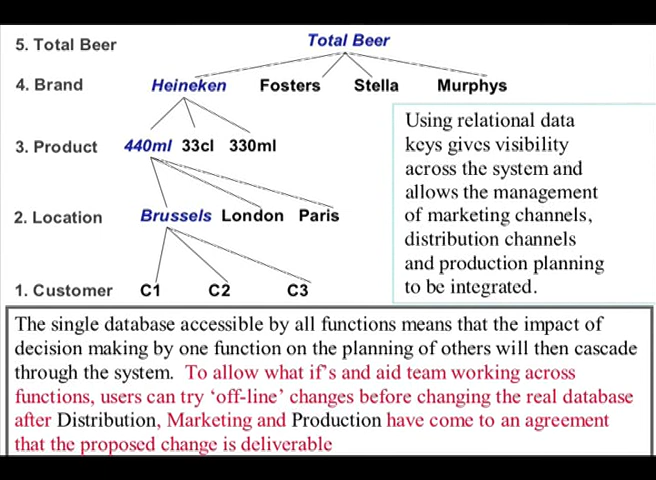 5. Total Beer Total Beer
4. Brand Heineken Fosters Stella Murphys
3. Product 440ml 33cl 330ml
2. Location Brussels London Paris
1. Customer C1 C2 C3
Using relational data
keys gives visibility
across the system and
allows the management
of marketing channels,
distribution channels
and production planning
to be integrated.
The single database accessible by all functions means that the impact of
decision making by one function on the planning of others will then cascade
through the system. To allow what if's and aid team working across
functions, users can try ‘off-line’ changes before changing the real database
after Distribution, Marketing and Production have come to an agreement
that the proposed change is deliverable